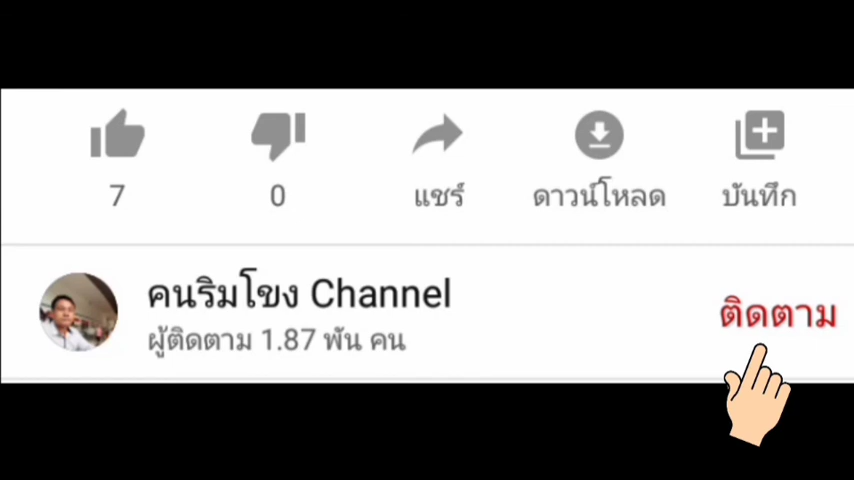 7
0
แชร์
ดาวน์โหลด
บันทึก
คนริมโขง Channel
ผู้ติดตาม 1.87 พัน คน
ติดตาม